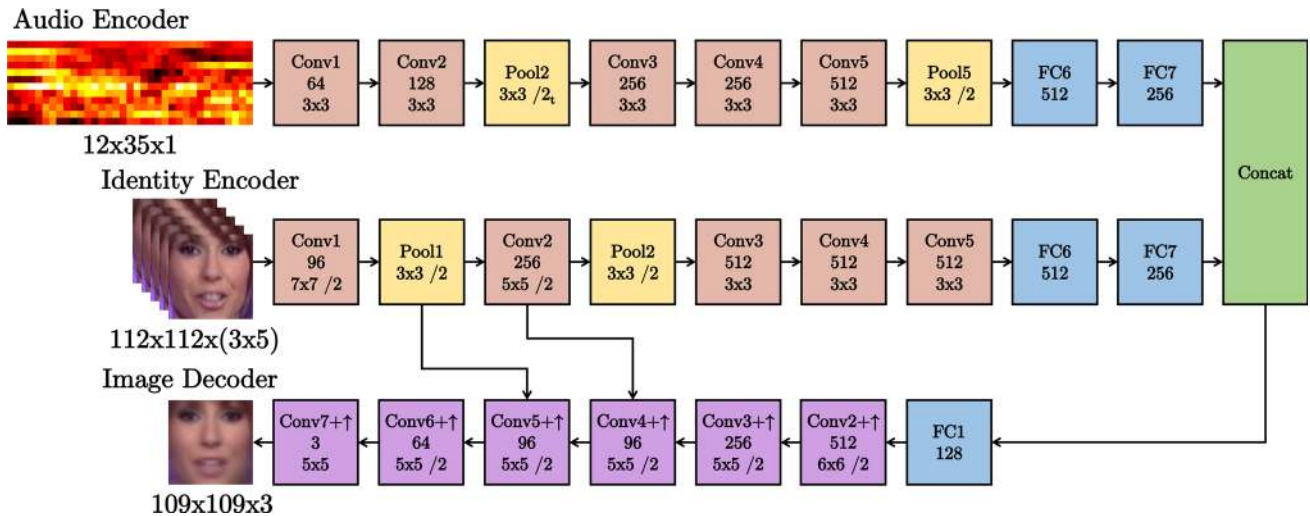 Audio Encoder
Conv1
64
3x3
Conv2
128
3x3
Pool2
3x3 /2t
Conv3
256
3x3
Conv4
256
3x3
Conv5
512
3x3
Pool5
3x3 /2
FC6
512
FC7
256
12x35x1
Concat
Identity Encoder
Conv1
96
7x7 /2
Pool1
3x3 /2
Conv2
256
5x5 /2
Pool2
3x3 /2
Conv3
512
3x3
Conv4
512
3x3
Conv5
512
3x3
FC6
512
FC7
256
112x112x(3x5)
Image Decoder
Conv7+↑
3
5x5
Conv6+↑
64
5x5 /2
Conv5+↑
96
5x5 /2
Conv4+↑
96
5x5 /2
Conv3+↑
256
5x5 /2
Conv2+↑
512
6x6 /2
FC1
128
109x109x3